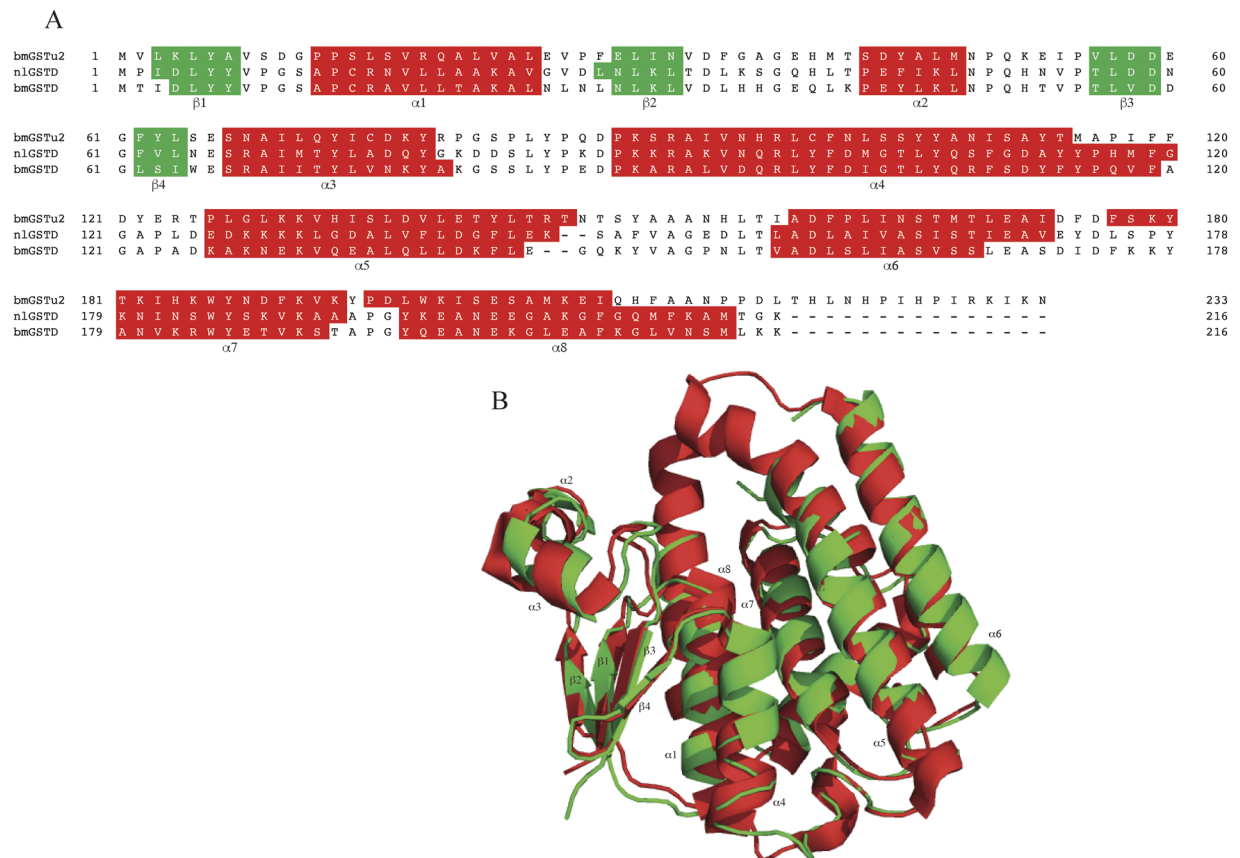 A
bmGSTu2 1 M V L K L Y A V S D G P P S L S V R Q A L V A L E V P F E L I N V D F G A G E H M T S D Y A L M N P Q K E I P V L D D E 60
nlGSTD 1 M P I D L Y Y V P G S A P C R N V L L A A K A V G V D L N L K L T D L K S G Q H L T P E F I K L N P Q H N V P T L D D N 60
bmGSTD 1 M T I D L Y Y V P G S A P C R A V L L T A K A L N L N L N L K L V D L H H G E Q L K P E Y L K L N P Q H T V P T L V D D 60
β1 α1 β2 α2 β3
bmGSTu2 61 G F Y L S E S N A I L Q Y I C D K Y R P G S P L Y P Q D P K S R A I V N H R L C F N L S S Y Y A N I S A Y T M A P I F F 120
nlGSTD 61 G F V L N E S R A I M T Y L A D Q Y G K D D S L Y P K D P K K R A K V N Q R L Y F D M G T L Y Q S F G D A Y Y P H M F G 120
bmGSTD 61 G L S I W E S R A I I T Y L V N K Y A K G S S L Y P E D P K A R A L V D Q R L Y F D I G T L Y Q R F S D Y F Y P Q V F A 120
β4 α3 α4
bmGSTu2 121 D Y E R T P L G L K K V H I S L D V L E T Y L T R T N T S Y A A A N H L T I A D F P L I N S T M T L E A I D F D F S K Y 180
nlGSTD 121 G A P L D E D K K K K L G D A L V F L D G F L E K - - S A F V A G E D L T L A D L A I V A S I S T I E A V E Y D L S P Y 178
bmGSTD 121 G A P A D K A K N E K V Q E A L Q L L D K F L E - - G Q K Y V A G P N L T V A D L S L I A S V S S L E A S D I D F K K Y 178
α5 α6
bmGSTu2 181 T K I H K W Y N D F K V K Y P D L W K I S E S A M K E I Q H F A A N P P D L T H L N H P I H P I R K I K N 233
nlGSTD 179 K N I N S W Y S K V K A A A P G Y K E A N E E G A K G F G Q M F K A M T G K - - - - - - - - - - - - - - - 216
bmGSTD 179 A N V K R W Y E T V K S T A P G Y Q E A N E K G L E A F K G L V N S M L K K - - - - - - - - - - - - - - - 216
α7 α8
B
α2
α8
α3
α7
α6
β3
β1
β2
β4
α5
α1
α4